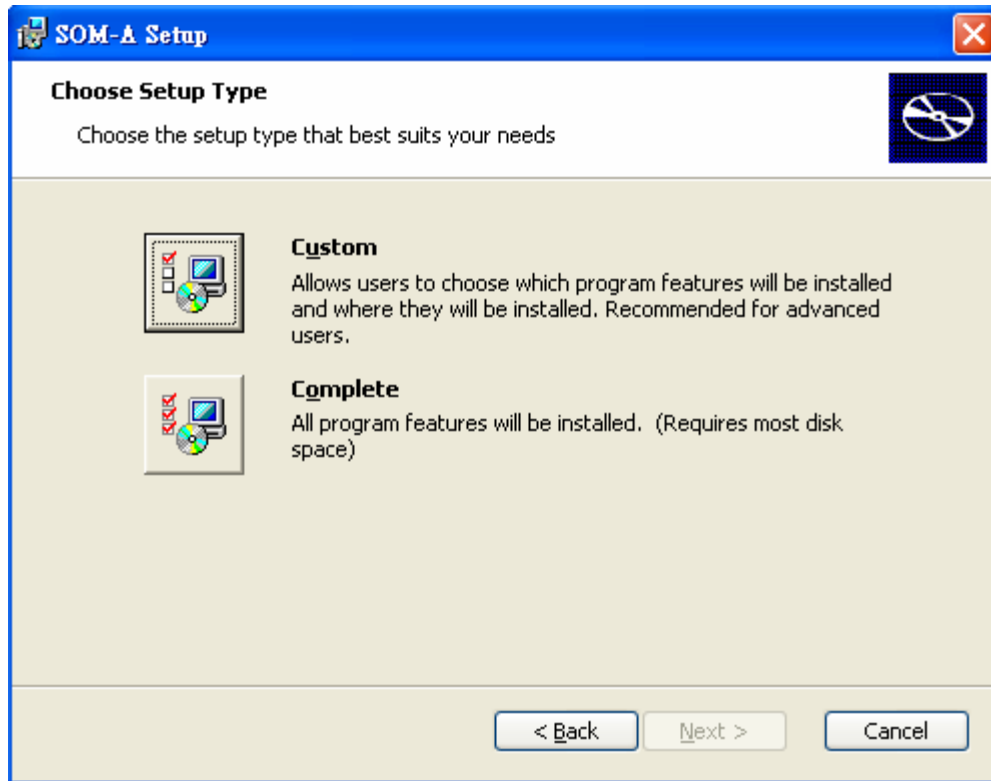 SOM-A Setup
Choose Setup Type
Choose the setup type that best suits your needs
Custom
Allows users to choose which program features will be installed
and where they will be installed. Recommended for advanced
users.
Complete
All program features will be installed.  (Requires most disk
space)
< Back
Next >
Cancel